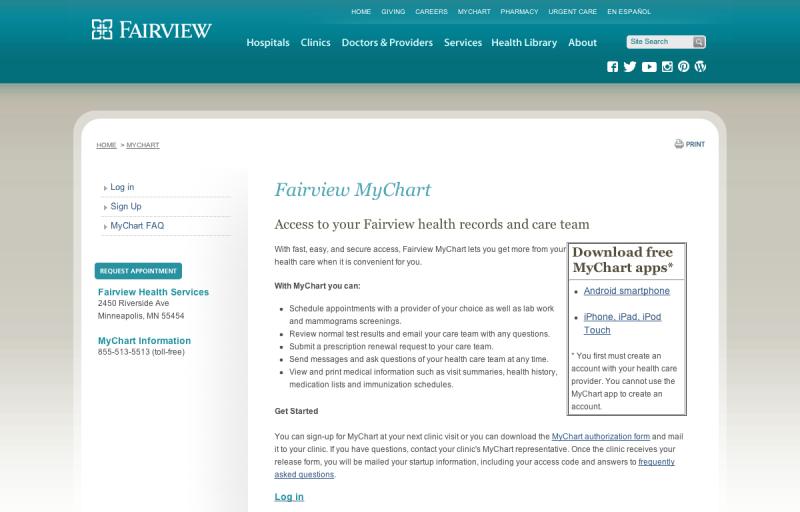 HOME GIVING CAREERS MYCHART PHARMACY URGENT CARE EN ESPAÑOL
FAIRVIEW
Hospitals Clinics Doctors & Providers Services Health Library About
Site Search
HOME > MYCHART
PRINT
Log in
Sign Up
MyChart FAQ
REQUEST APPOINTMENT
Fairview Health Services
2450 Riverside Ave
Minneapolis, MN 55454
MyChart Information
855-513-5513 (toll-free)
Fairview MyChart
Access to your Fairview health records and care team
With fast, easy, and secure access, Fairview MyChart lets you get more from your
health care when it is convenient for you.
With MyChart you can:
Schedule appointments with a provider of your choice as well as lab work
and mammograms screenings.
Review normal test results and email your care team with any questions.
Submit a prescription renewal request to your care team.
Send messages and ask questions of your health care team at any time.
View and print medical information such as visit summaries, health history,
medication lists and immunization schedules.
Download free
MyChart apps*
Android smartphone
iPhone, iPad, iPod
Touch
* You first must create an
account with your health care
provider. You cannot use the
MyChart app to create an
account.
Get Started
You can sign-up for MyChart at your next clinic visit or you can download the MyChart authorization form and mail
it to your clinic. If you have questions, contact your clinic's MyChart representative. Once the clinic receives your
release form, you will be mailed your startup information, including your access code and answers to frequently
asked questions.
Log in